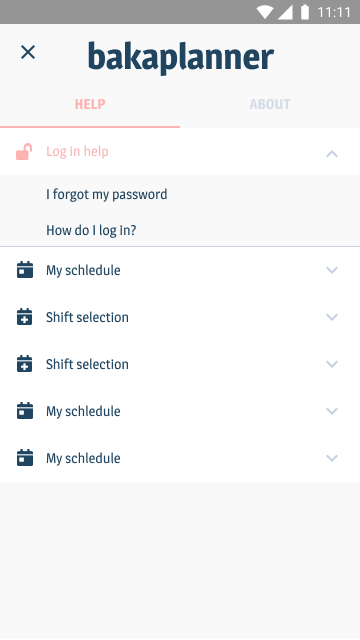 11:11
bakaplanner
HELP
ABOUT
Log in help
I forgot my password
How do I log in?
My schledule
Shift selection
Shift selection
My schledule
My schledule